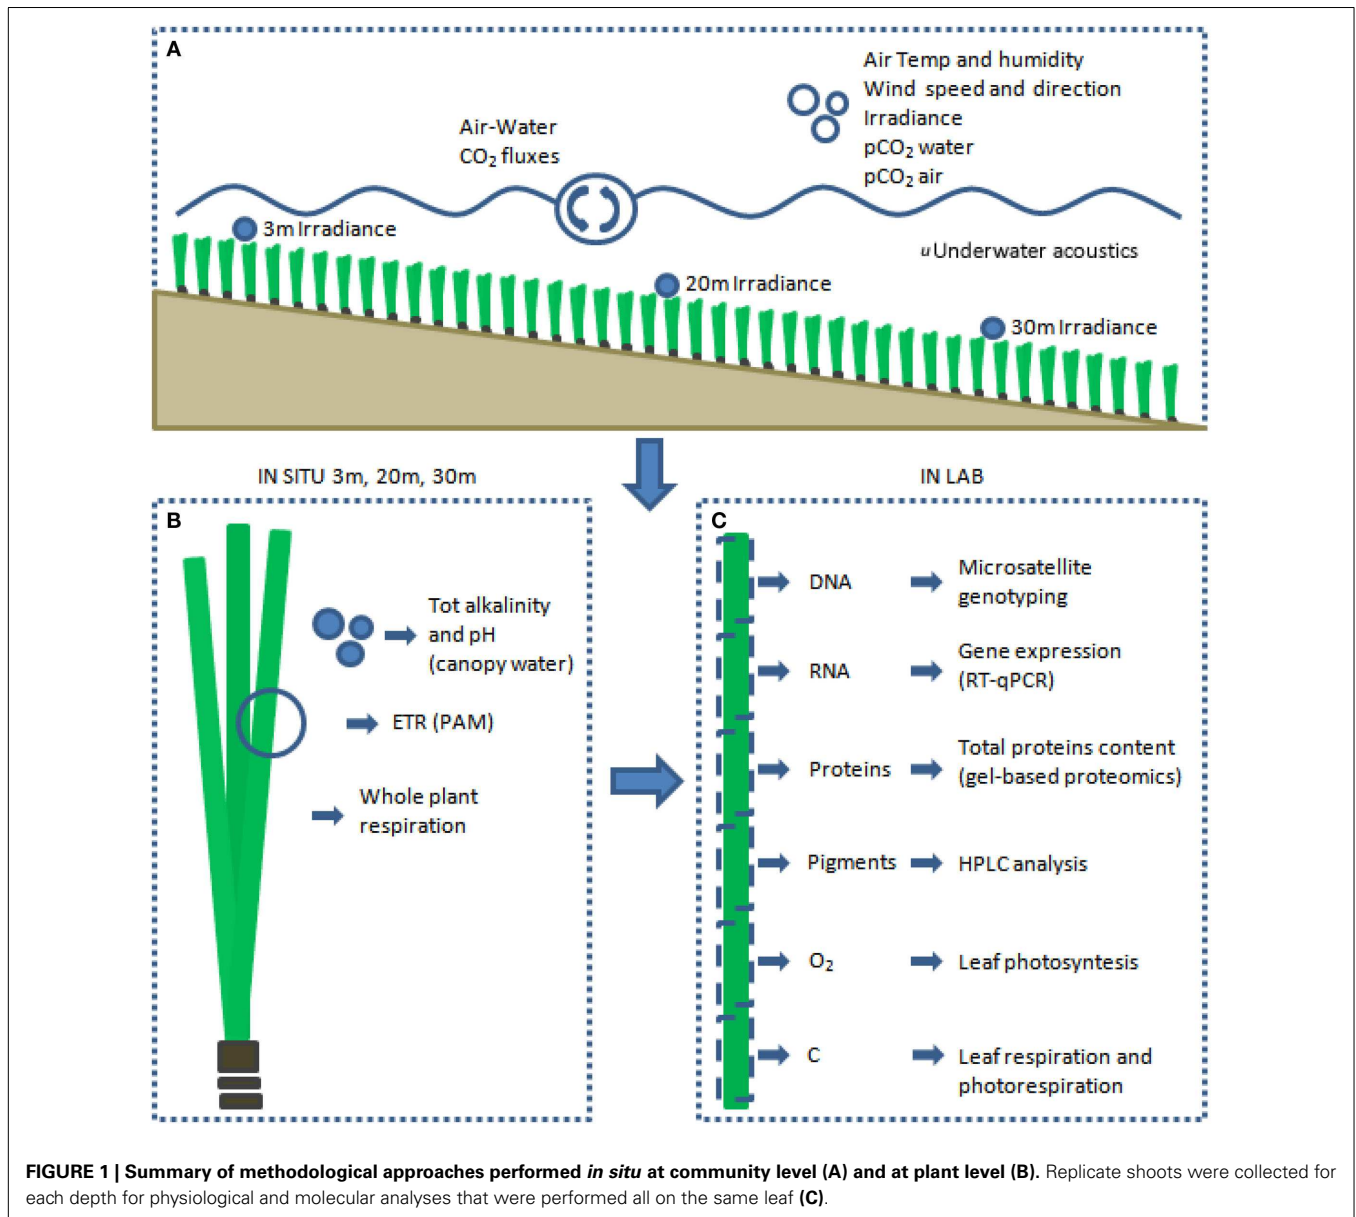 A
Air Temp and humidity
Wind speed and direction
Irradiance
pCO₂ water
pCO₂ air
Air-Water
CO₂ fluxes
3m Irradiance
uUnderwater acoustics
20m Irradiance
30m Irradiance
IN SITU 3m, 20m, 30m
IN LAB
B
Tot alkalinity
and pH
(canopy water)
ETR (PAM)
Whole plant
respiration
C
DNA
Microsatellite
genotyping
RNA
Gene expression
(RT-qPCR)
Proteins
Total proteins content
(gel-based proteomics)
Pigments
HPLC analysis
O₂
Leaf photosyntesis
C
Leaf respiration and
photorespiration
FIGURE 1 | Summary of methodological approaches performed in situ at community level (A) and at plant level (B). Replicate shoots were collected for
each depth for physiological and molecular analyses that were performed all on the same leaf (C).